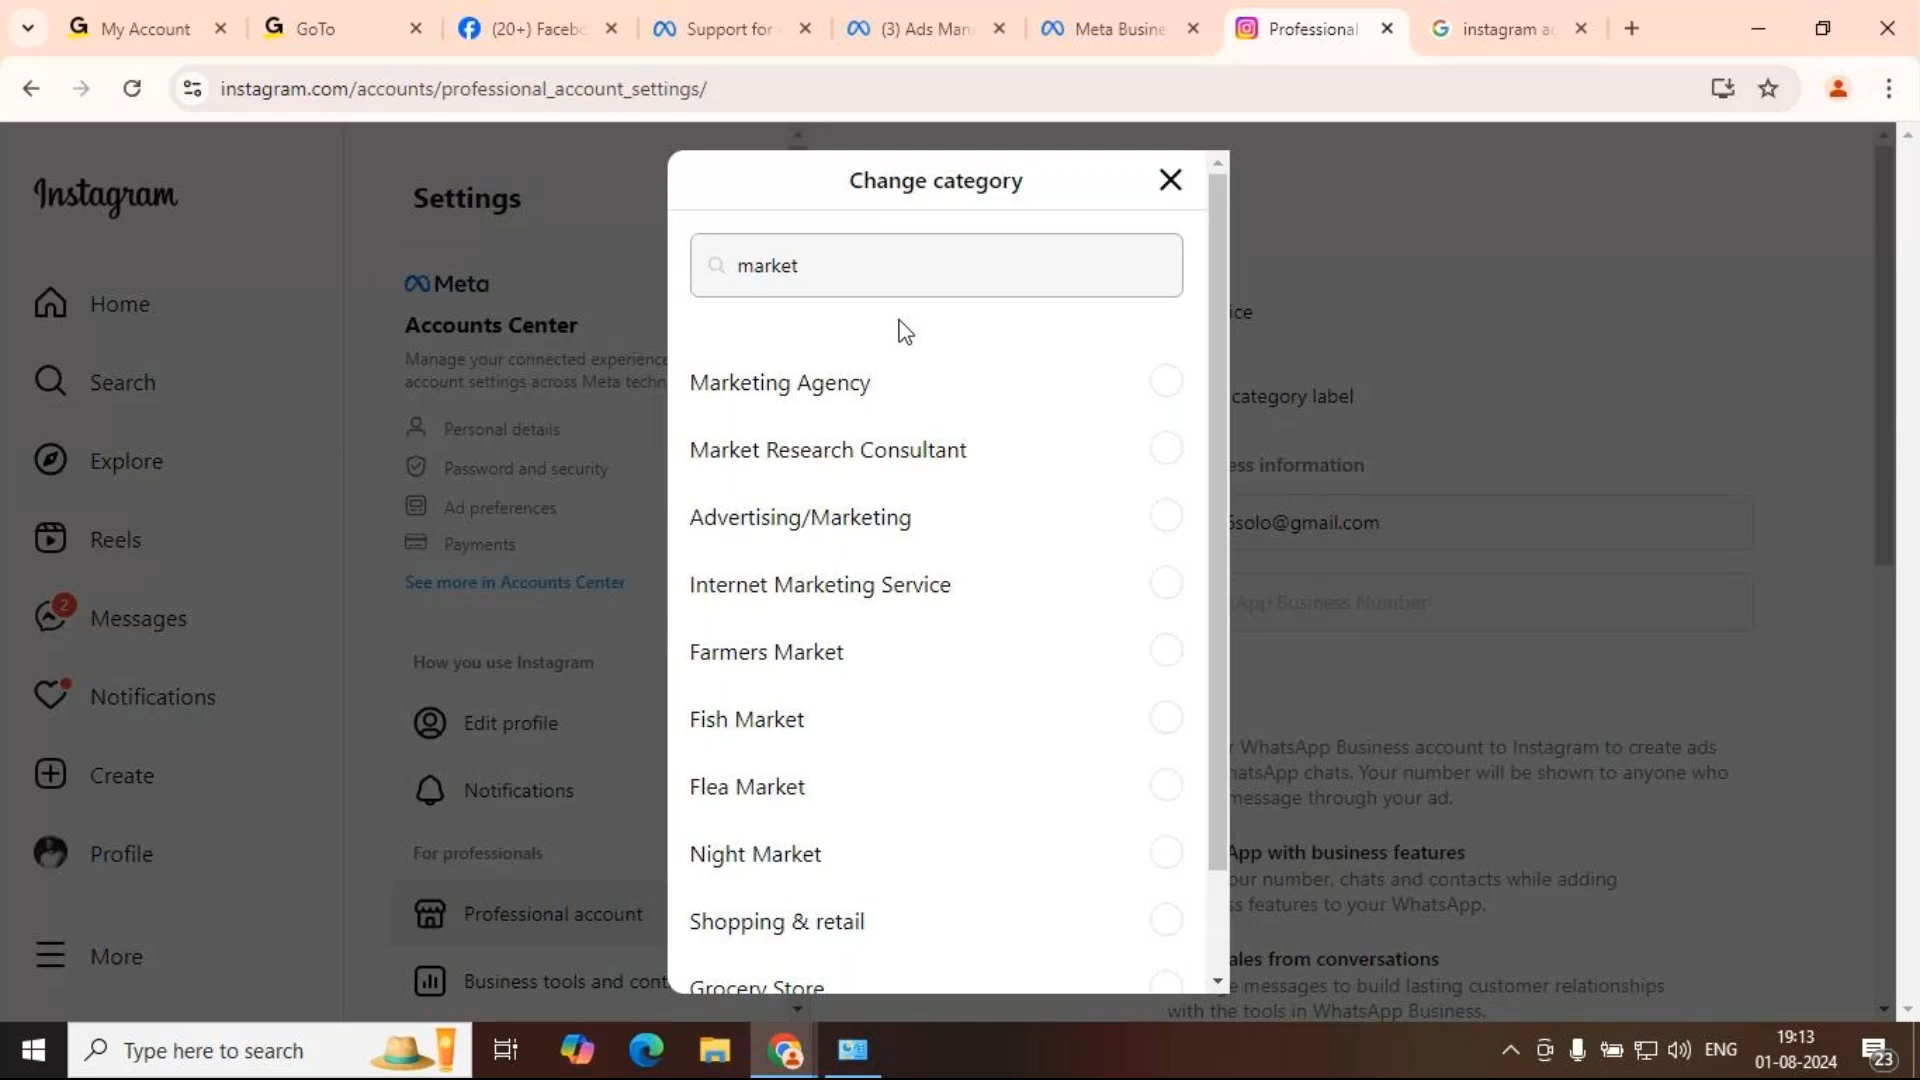 My Account
GoTo
(20+) Facebo
Support for
(3) Ads Man
Meta Busine
Professional
instagram a
instagram.com/accounts/professional_account_settings/
Instagram
Home
Search
Explore
Reels
2
Messages
Notifications
Create
Profile
More
Settings
Meta
Accounts Center
Manage your connected experience
account settings across Meta techn
Personal details
Password and security
Ad preferences
Payments
See more in Accounts Center
How you use Instagram
Edit profile
Notifications
For professionals
Professional account
Business tools and cont
Change category
market
Marketing Agency
Market Research Consultant
Advertising/Marketing
Internet Marketing Service
Farmers Market
Fish Market
Flea Market
Night Market
Shopping & retail
Grocery Store
ice
category label
ess information
solo@gmail.com
App Business Number
WhatsApp Business account to Instagram to create ads
hatsApp chats. Your number will be shown to anyone who
message through your ad.
App with business features
our number, chats and contacts while adding
s features to your WhatsApp.
ales from conversations
e messages to build lasting customer relationships
with the tools in WhatsApp Business.
Type here to search
ENG
19:13
01-08-2024
23